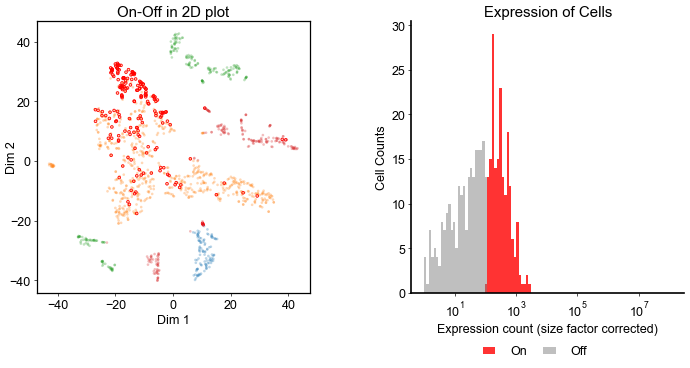 On-Off in 2D plot
Expression of Cells
Dim 2
40
20
0
−20
−40
−40 −20 0 20 40
Dim 1
Cell Counts
30
25
20
15
10
5
0
10^1 10^3 10^5 10^7
Expression count (size factor corrected)
On Off